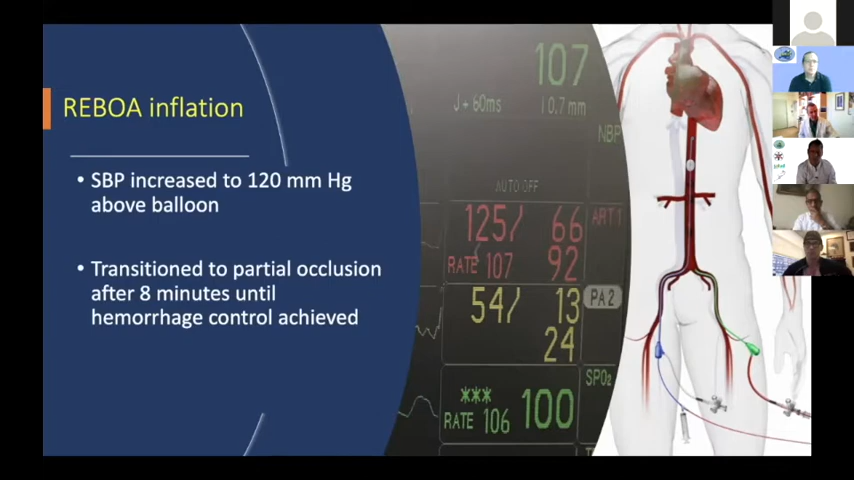 REBOA inflation
• SBP increased to 120 mm Hg
above balloon
• Transitioned to partial occlusion
after 8 minutes until
hemorrhage control achieved
107
J+60ms
10.7 mm
NBP
AUTO OFF
125/ 66
92
ART 1
RATE 107
54/ 13
24
PA 2
SPO₂
***
RATE 106
100